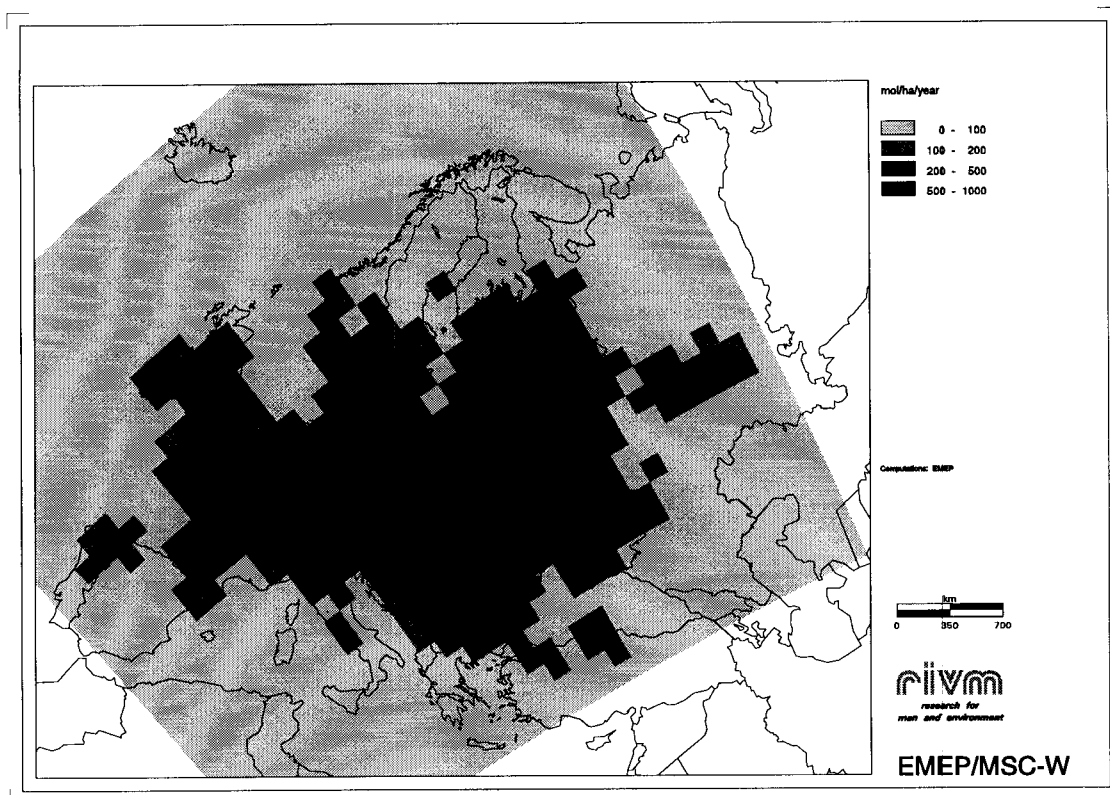 mol/ha/year
0 - 100
100 - 200
200 - 500
500 - 1000
Computations: EMEP
km
0 350 700
rivm
research for
man and environment
EMEP/MSC-W